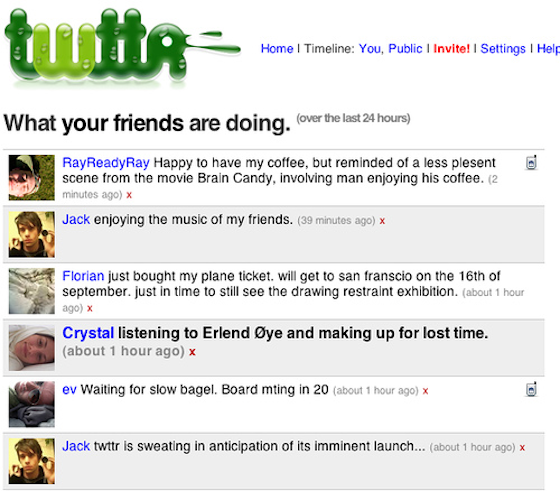 twttr
Home | Timeline: You, Public | Invite! | Settings | Help
What your friends are doing. (over the last 24 hours)
RayReadyRay Happy to have my coffee, but reminded of a less plesent
scene from the movie Brain Candy, involving man enjoying his coffee. (2
minutes ago) x
Jack enjoying the music of my friends. (39 minutes ago) x
Florian just bought my plane ticket. will get to san franscio on the 16th of
september. just in time to still see the drawing restraint exhibition. (about 1 hour
ago) x
Crystal listening to Erlend Øye and making up for lost time.
(about 1 hour ago) x
ev Waiting for slow bagel. Board mting in 20 (about 1 hour ago) x
Jack twttr is sweating in anticipation of its imminent launch... (about 1 hour ago) x